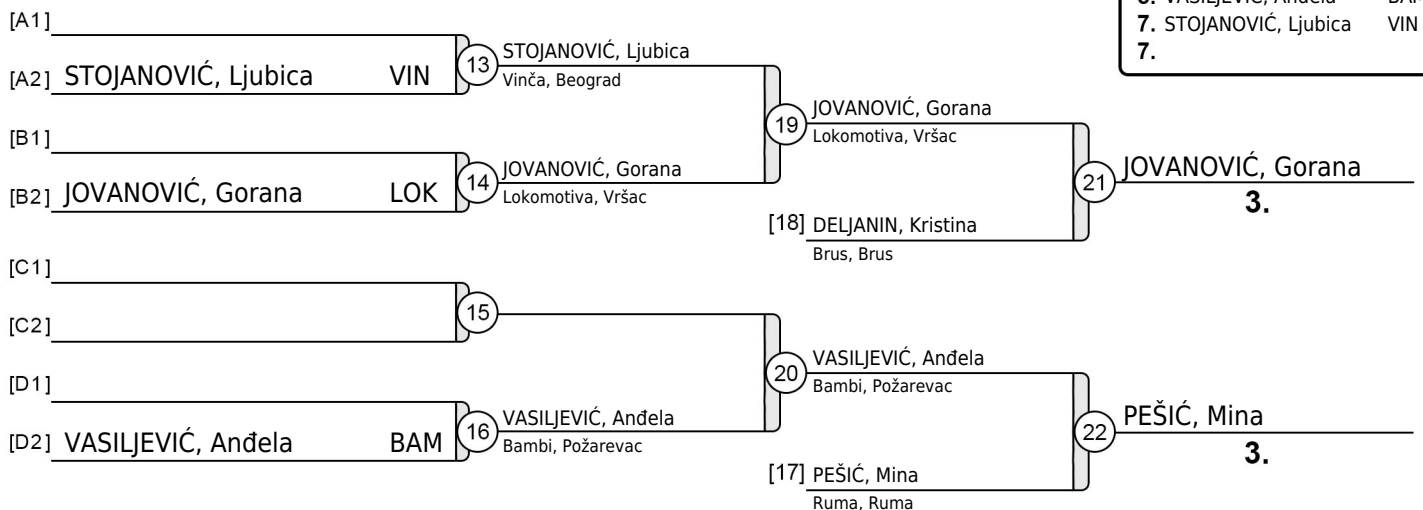 5. VASILJEVIĆ, Anđela BAM
7. STOJANOVIĆ, Ljubica VIN
7.
[A1]
[A2] STOJANOVIĆ, Ljubica VIN
13 STOJANOVIĆ, Ljubica
Vinča, Beograd
[B1]
[B2] JOVANOVIĆ, Gorana LOK
14 JOVANOVIĆ, Gorana
Lokomotiva, Vršac
19 JOVANOVIĆ, Gorana
Lokomotiva, Vršac
[18] DELJANIN, Kristina
Brus, Brus
21 JOVANOVIĆ, Gorana
3.
[C1]
[C2]
15
[D1]
[D2] VASILJEVIĆ, Anđela BAM
16 VASILJEVIĆ, Anđela
Bambi, Požarevac
20 VASILJEVIĆ, Anđela
Bambi, Požarevac
[17] PEŠIĆ, Mina
Ruma, Ruma
22 PEŠIĆ, Mina
3.